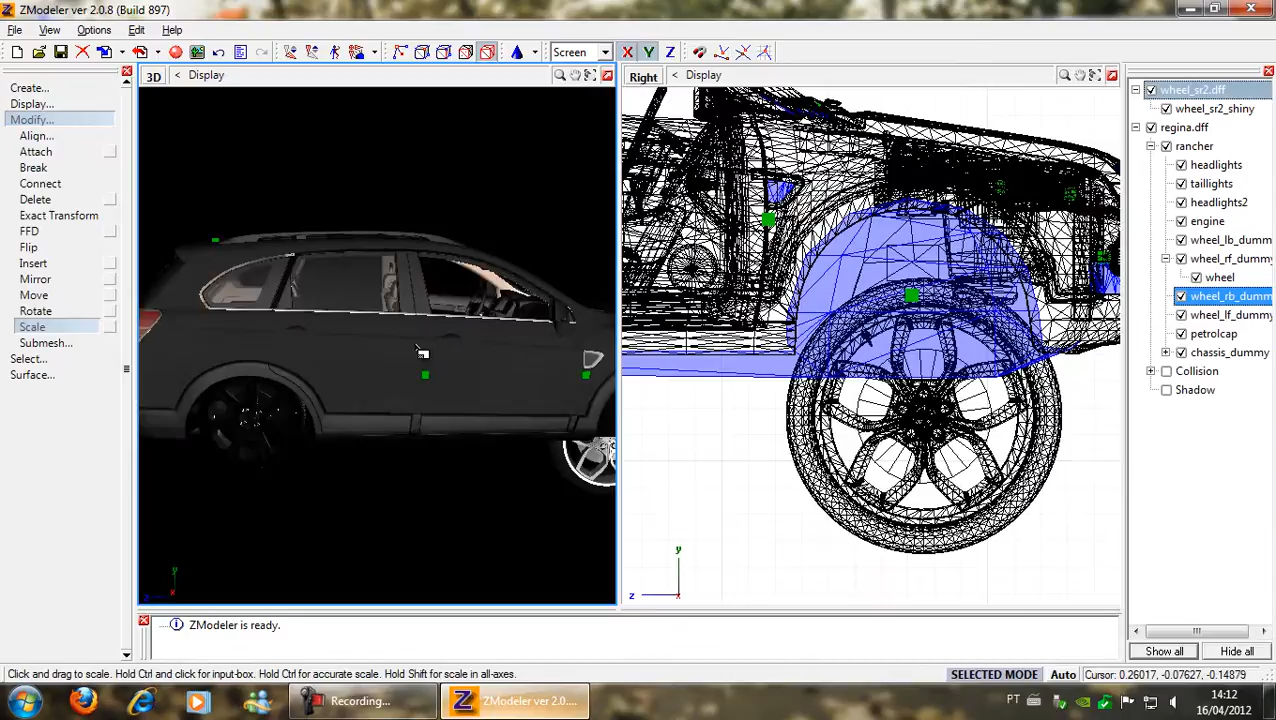 ZModeler ver 2.0.8 (Build 897)
File View Options Edit Help
Screen X Y Z
3D < Display
Right < Display
Create...
Display...
Modify...
Align...
Attach
Break
Connect
Delete
Exact Transform
FFD
Flip
Insert
Mirror
Move
Rotate
Scale
Submesh...
Select...
Surface...
wheel_sr2.dff
wheel_sr2_shiny
regina.dff
rancher
headlights
taillights
headlights2
engine
wheel_lb_dumm
wheel_rf_dummy
wheel
wheel_rb_dumm
wheel_lf_dummy
petrolcap
chassis_dummy
Collision
Shadow
y
z
x
y
z
x
Show all Hide all
ZModeler is ready.
Click and drag to scale. Hold Ctrl and click for input-box. Hold Ctrl for accurate scale. Hold Shift for scale in all-axes.
SELECTED MODE Auto Cursor: 0.26017, -0.07627, -0.14879
Recording...
ZModeler ver 2.0....
PT
14:12
16/04/2012